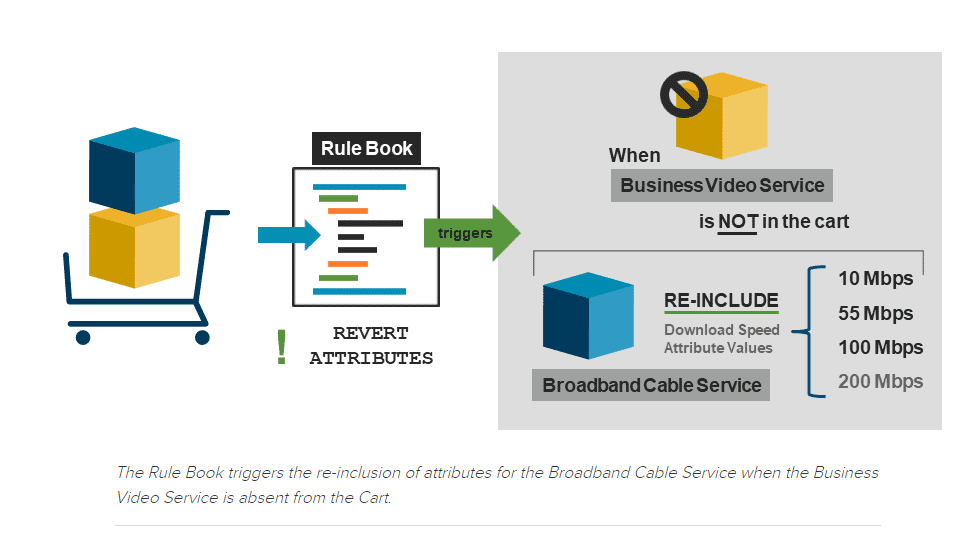 Rule Book
triggers
! REVERT
ATTRIBUTES
When
Business Video Service
is NOT in the cart
RE-INCLUDE
Download Speed
Attribute Values
Broadband Cable Service
10 Mbps
55 Mbps
100 Mbps
200 Mbps
The Rule Book triggers the re-inclusion of attributes for the Broadband Cable Service when the Business
Video Service is absent from the Cart.